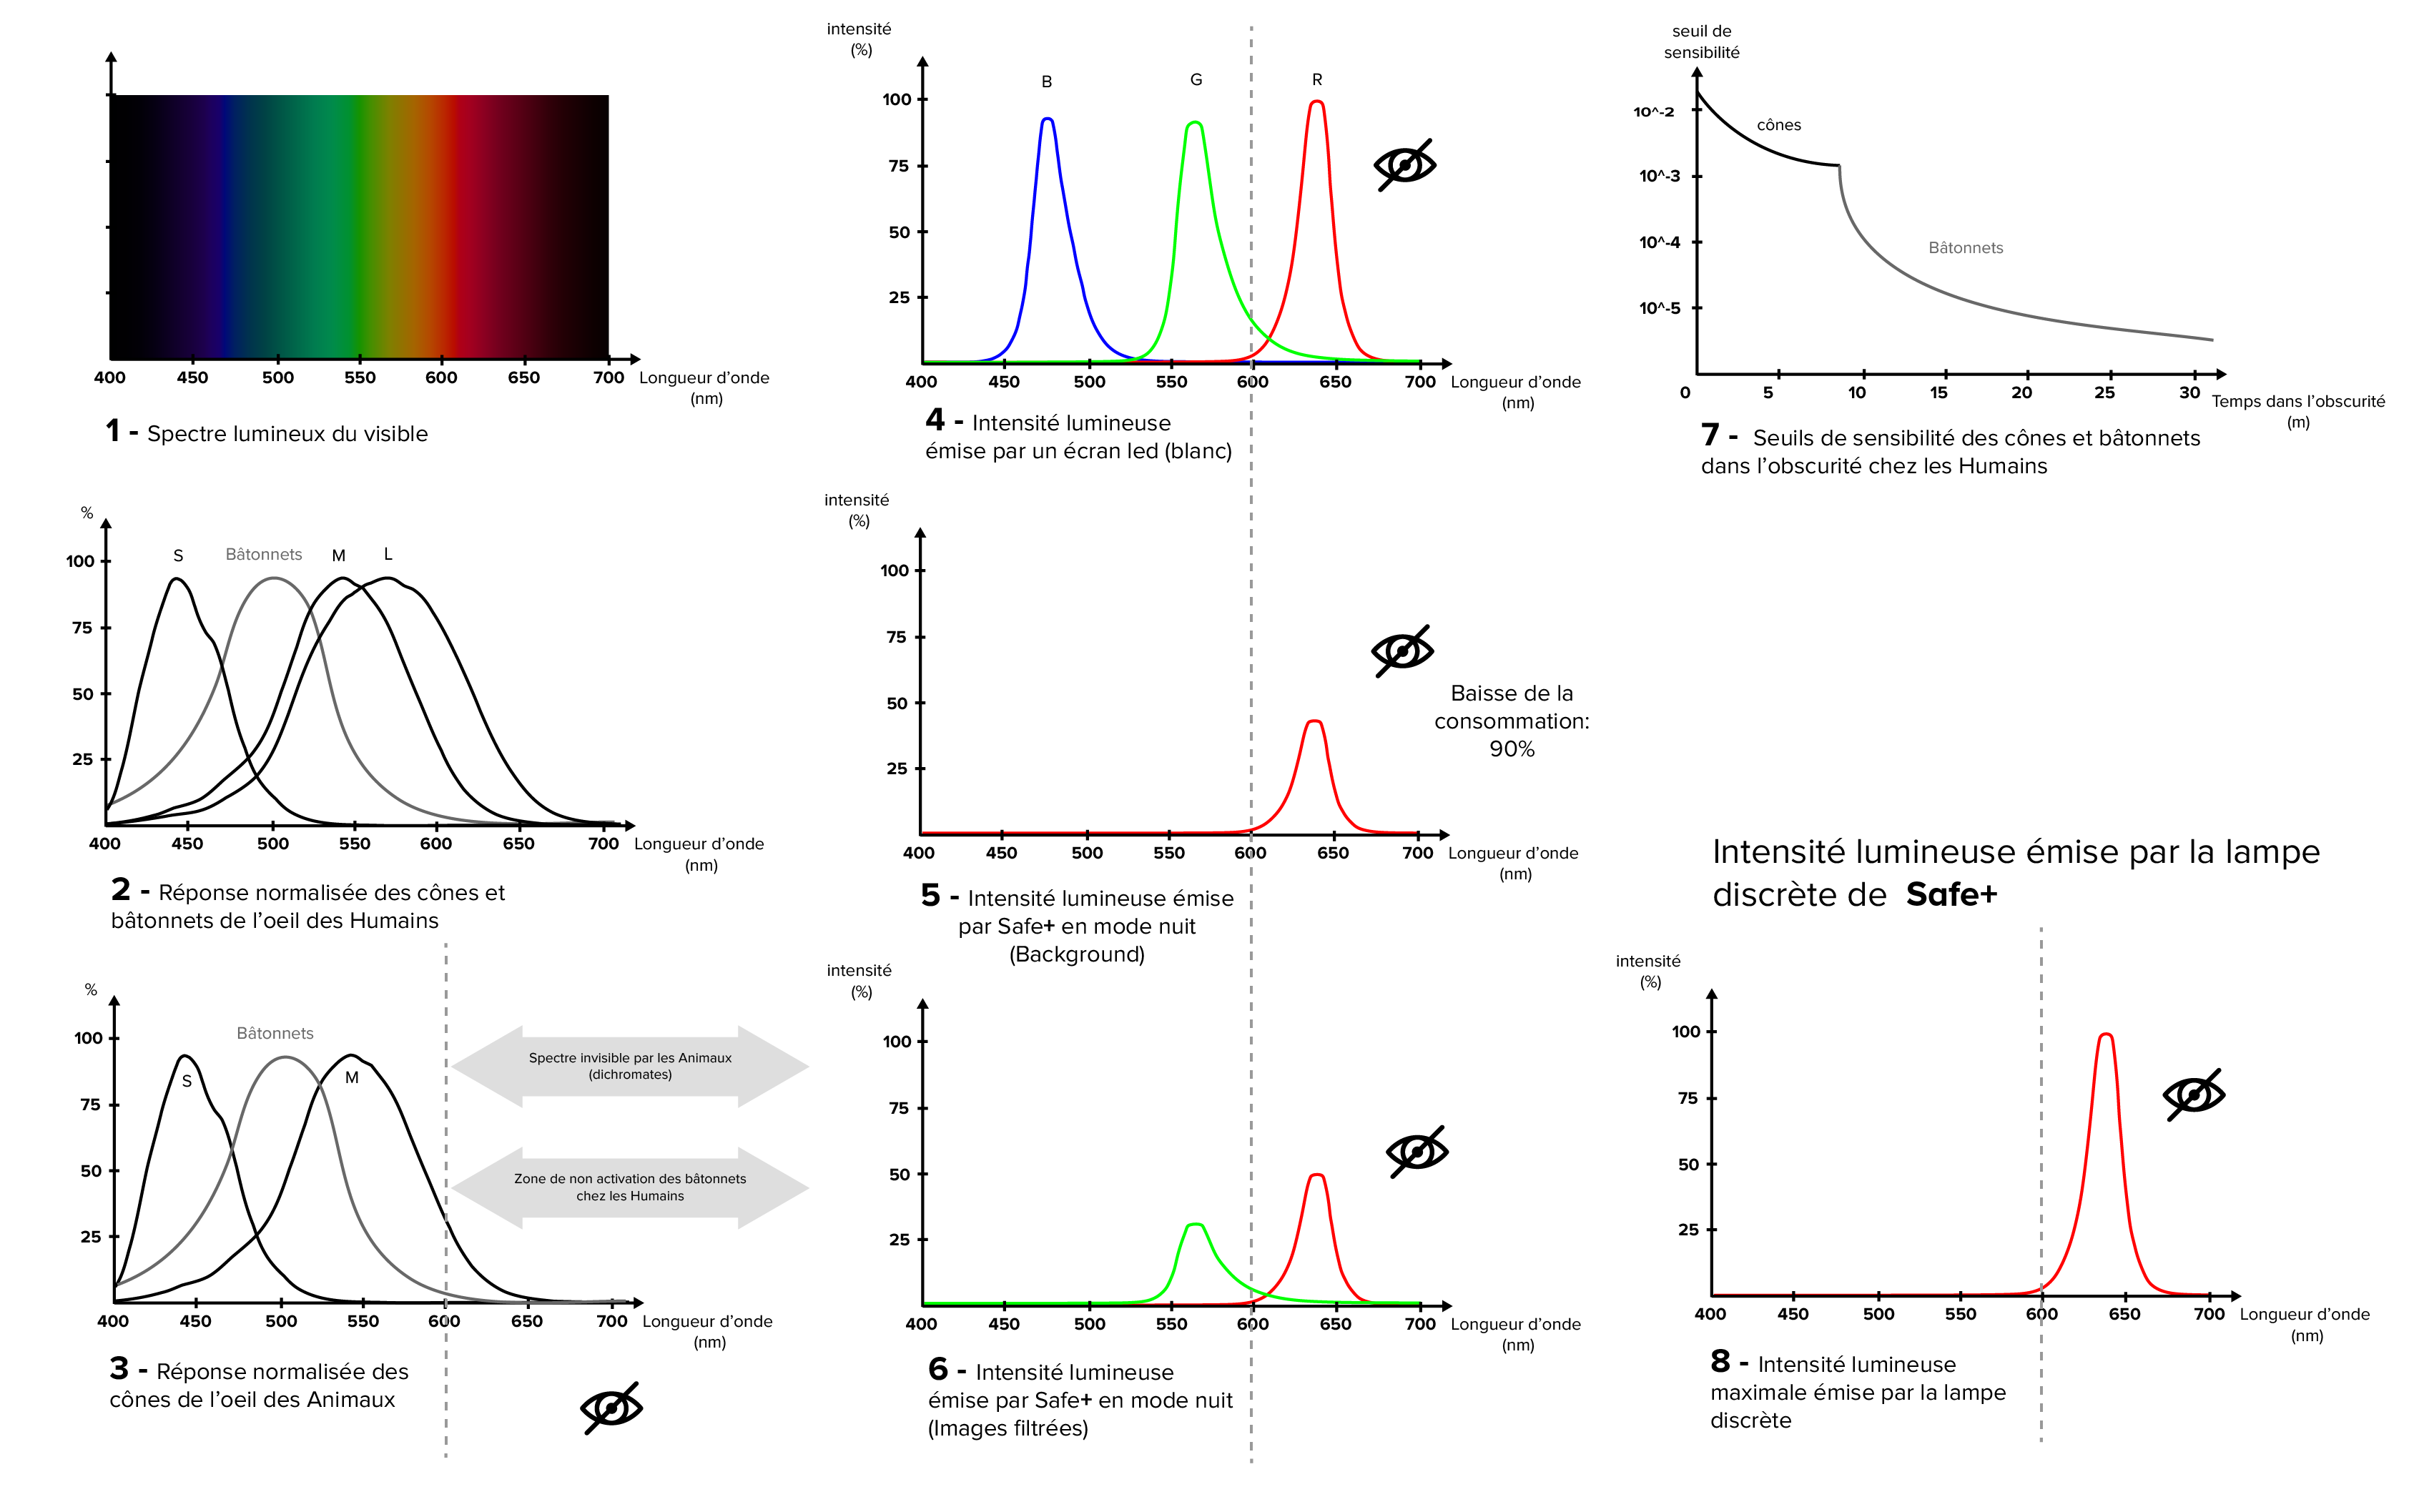 400
450
500
550
600
650
700
Longueur d'onde
(nm)
1 - Spectre lumineux du visible
%
100
75
50
25
S
Bâtonnets
M
L
400
450
500
550
600
650
700
Longueur d'onde
(nm)
2 - Réponse normalisée des cônes et
bâtonnets de l'oeil des Humains
%
100
75
50
25
Bâtonnets
S
M
Spectre invisible par les Animaux
(dichromates)
Zone de non activation des bâtonnets
chez les Humains
400
450
500
550
600
650
700
Longueur d'onde
(nm)
3 - Réponse normalisée des
cônes de l'oeil des Animaux
intensité
(%)
100
75
50
25
B
G
R
400
450
500
550
600
650
700
Longueur d'onde
(nm)
4 - Intensité lumineuse
émise par un écran led (blanc)
intensité
(%)
100
75
50
25
Baisse de la
consommation:
90%
400
450
500
550
600
650
700
Longueur d'onde
(nm)
5 - Intensité lumineuse émise
par Safe+ en mode nuit
(Background)
intensité
(%)
100
75
50
25
400
450
500
550
600
650
700
Longueur d'onde
(nm)
6 - Intensité lumineuse
émise par Safe+ en mode nuit
(Images filtrées)
seuil de
sensibilité
10^-2
10^-3
10^-4
10^-5
cônes
Bâtonnets
0
5
10
15
20
25
30
Temps dans l'obscurité
(m)
7 - Seuils de sensibilité des cônes et bâtonnets
dans l'obscurité chez les Humains
Intensité lumineuse émise par la lampe
discrète de Safe+
intensité
(%)
100
75
50
25
400
450
500
550
600
650
700
Longueur d'onde
(nm)
8 - Intensité lumineuse
maximale émise par la lampe
discrète